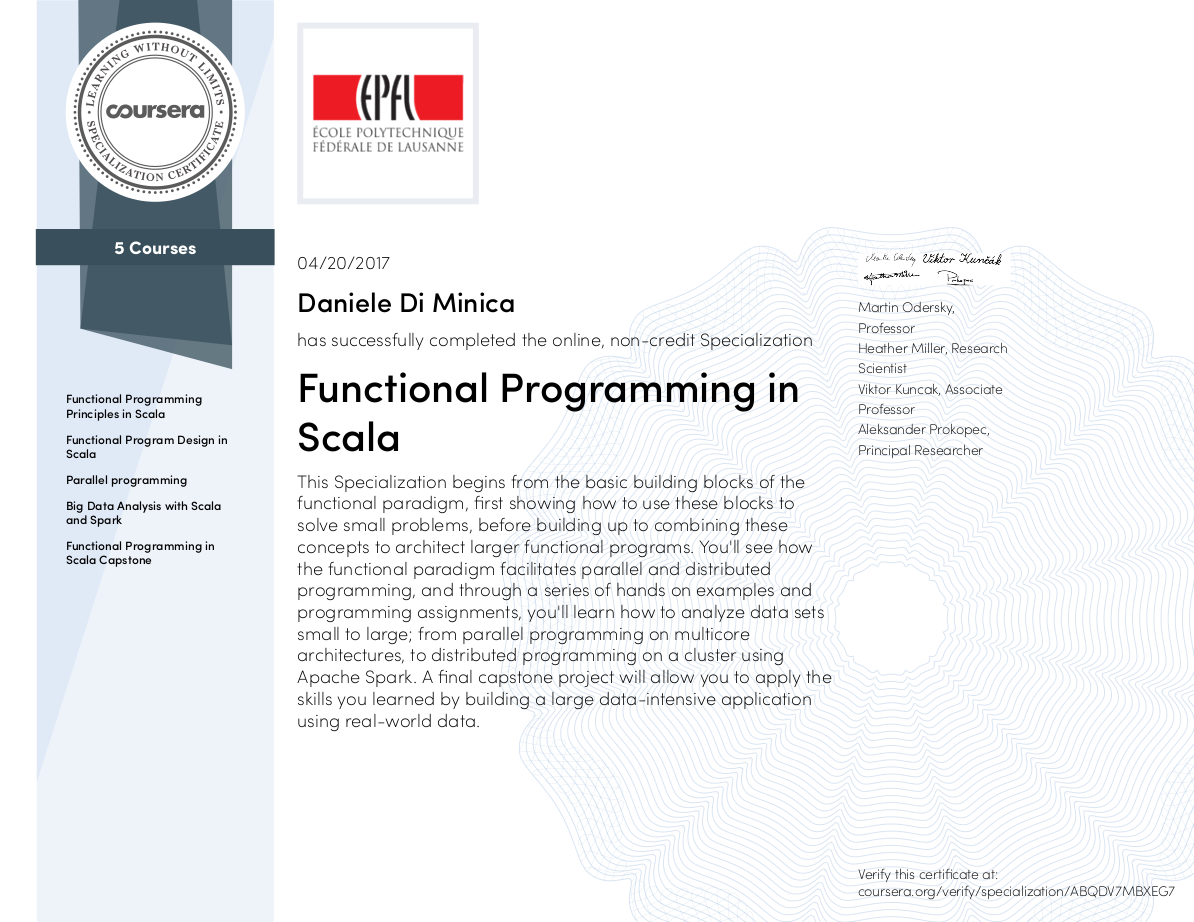 LEARNING WITHOUT LIMITS
coursera
SPECIALIZATION CERTIFICATE
5 Courses
Functional Programming
Principles in Scala
Functional Program Design in
Scala
Parallel programming
Big Data Analysis with Scala
and Spark
Functional Programming in
Scala Capstone
EPFL
ÉCOLE POLYTECHNIQUE
FÉDÉRALE DE LAUSANNE
04/20/2017
Daniele Di Minica
has successfully completed the online, non-credit Specialization
Functional Programming in
Scala
This Specialization begins from the basic building blocks of the
functional paradigm, first showing how to use these blocks to
solve small problems, before building up to combining these
concepts to architect larger functional programs. You'll see how
the functional paradigm facilitates parallel and distributed
programming, and through a series of hands on examples and
programming assignments, you'll learn how to analyze data sets
small to large; from parallel programming on multicore
architectures, to distributed programming on a cluster using
Apache Spark. A final capstone project will allow you to apply the
skills you learned by building a large data-intensive application
using real-world data.
Viktor Kunčak
Prokopec
Martin Odersky,
Professor
Heather Miller, Research
Scientist
Viktor Kuncak, Associate
Professor
Aleksander Prokopec,
Principal Researcher
Verify this certificate at:
coursera.org/verify/specialization/ABQDV7MBXEG7